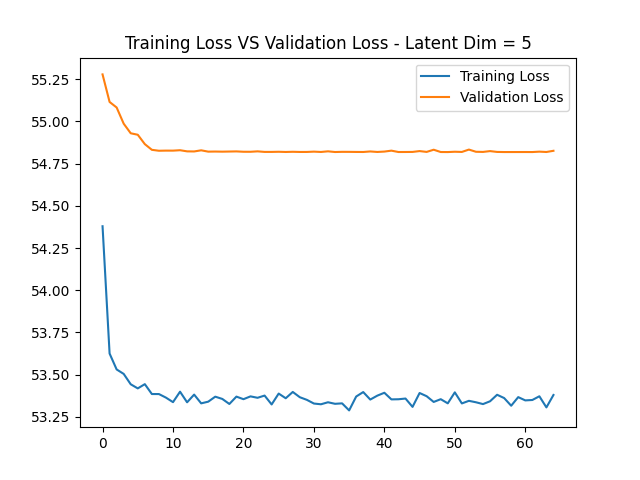 Training Loss VS Validation Loss - Latent Dim = 5
Training Loss
Validation Loss
55.25
55.00
54.75
54.50
54.25
54.00
53.75
53.50
53.25
0 10 20 30 40 50 60